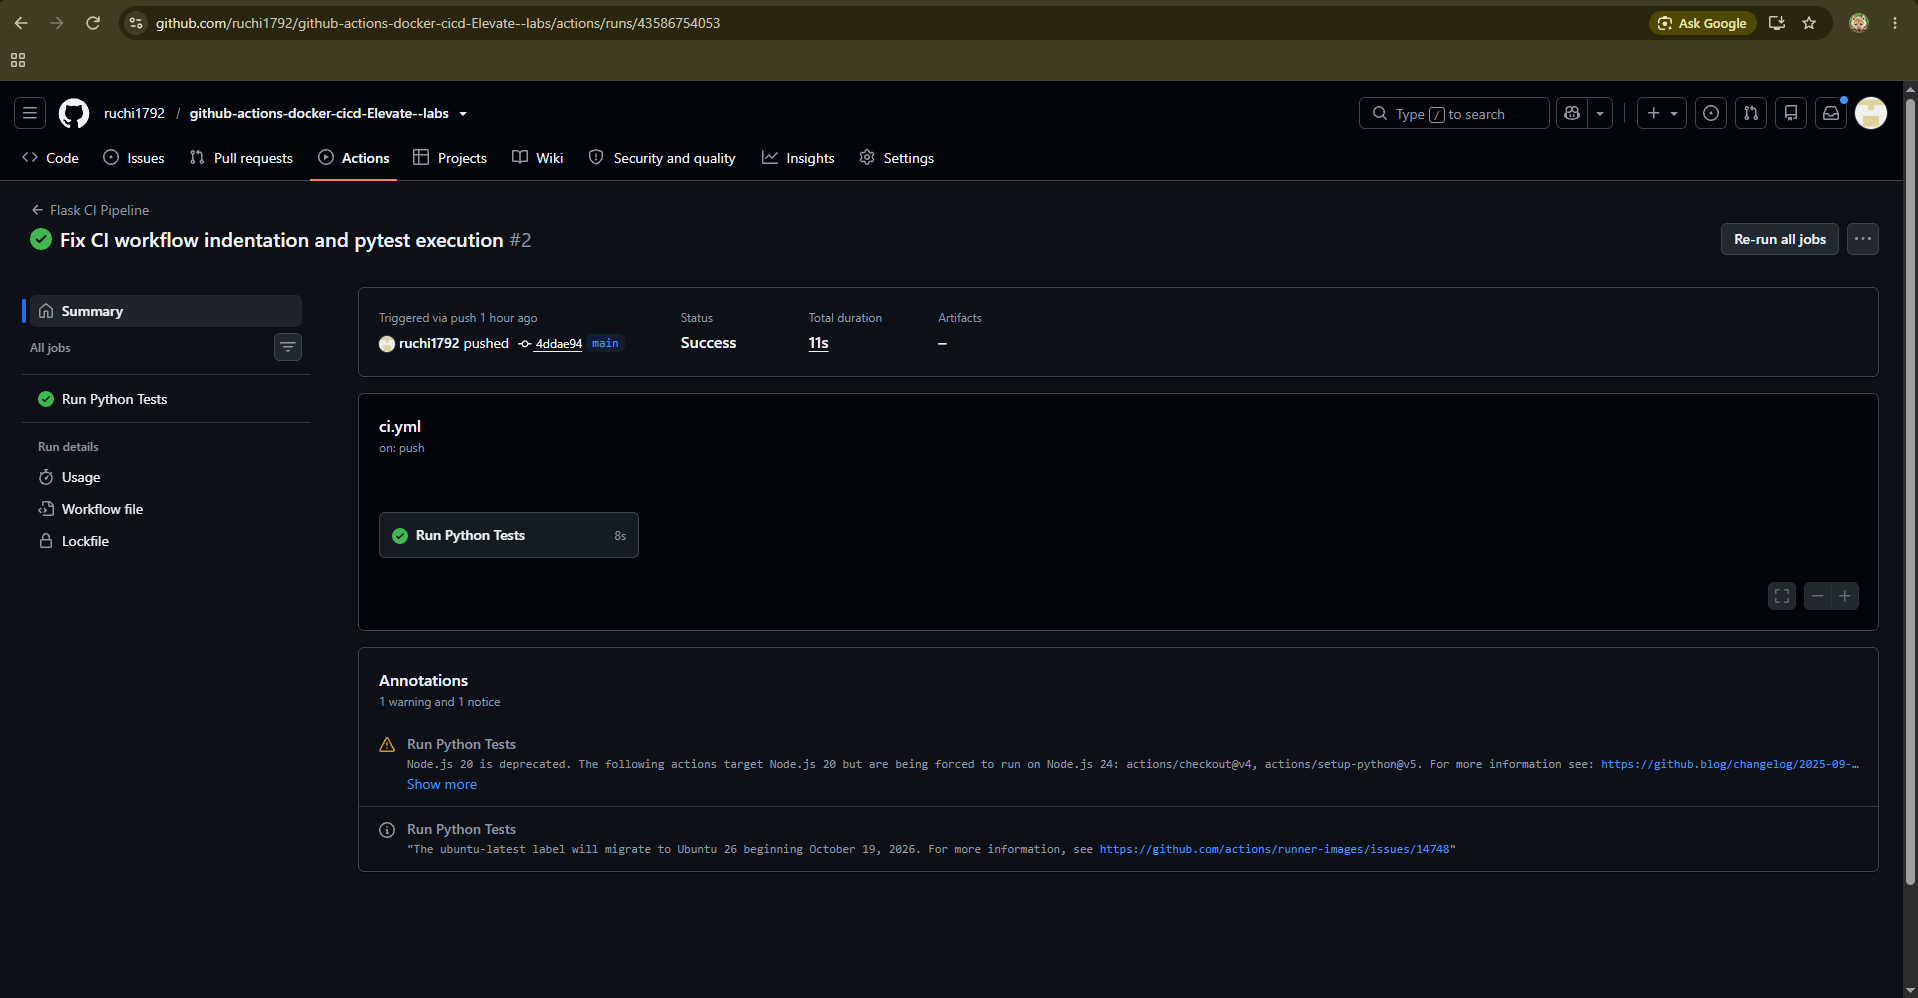 github.com/ruchi1792/github-actions-docker-cicd-Elevate--labs/actions/runs/43586754053
Ask Google
ruchi1792 / github-actions-docker-cicd-Elevate--labs
Type / to search
Code Issues Pull requests Actions Projects Wiki Security and quality Insights Settings
Flask CI Pipeline
Fix CI workflow indentation and pytest execution #2
Re-run all jobs
Summary
All jobs
Run Python Tests
Run details
Usage
Workflow file
Lockfile
Triggered via push 1 hour ago
ruchi1792 pushed 4ddae94 main
Status
Success
Total duration
11s
Artifacts
–
ci.yml
on: push
Run Python Tests 8s
Annotations
1 warning and 1 notice
Run Python Tests
Node.js 20 is deprecated. The following actions target Node.js 20 but are being forced to run on Node.js 24: actions/checkout@v4, actions/setup-python@v5. For more information see: https://github.blog/changelog/2025-09-…
Show more
Run Python Tests
"The ubuntu-latest label will migrate to Ubuntu 26 beginning October 19, 2026. For more information, see https://github.com/actions/runner-images/issues/14748"